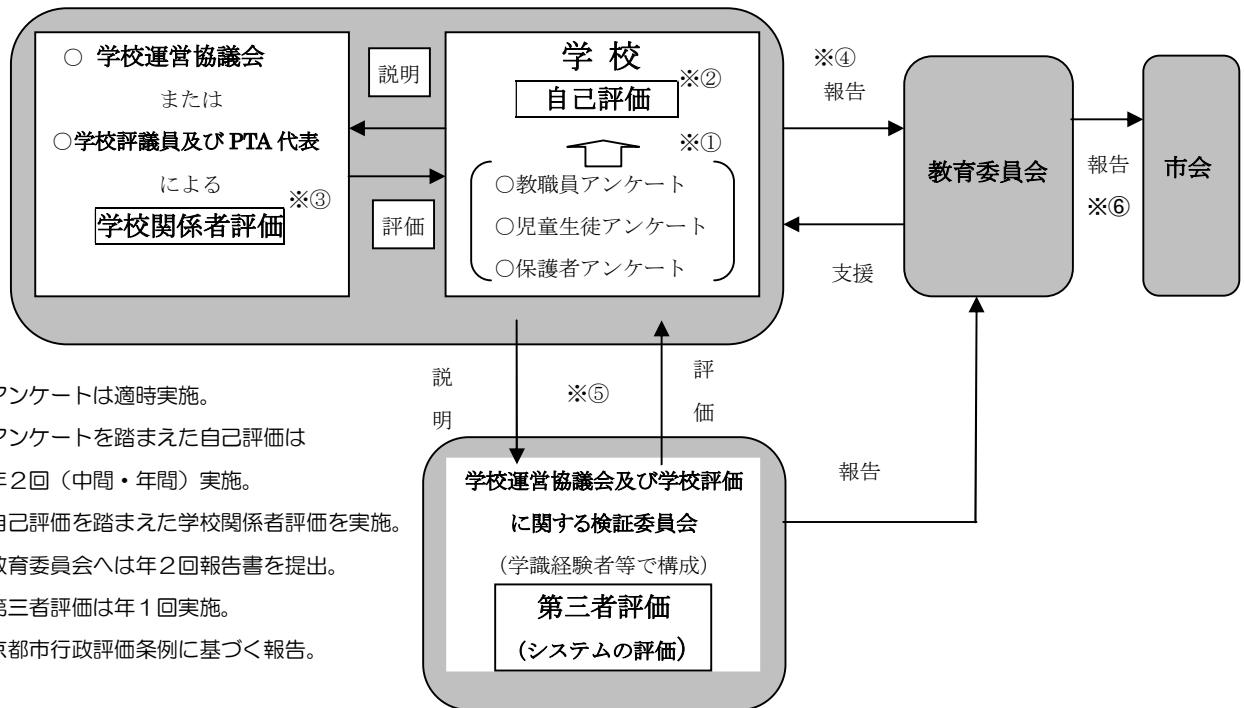 ○ 学校運営協議会
または
○学校評議員及び PTA 代表
による
※③
学校関係者評価
説明
評価
学 校
※②
自己評価
※①
○教職員アンケート
○児童生徒アンケート
○保護者アンケート
※④
報告
支援
教育委員会
報告
※⑥
市会
説
明
※⑤
評
価
アンケートは適時実施。
アンケートを踏まえた自己評価は
年2回(中間・年間)実施。
自己評価を踏まえた学校関係者評価を実施。
教育委員会へは年2回報告書を提出。
第三者評価は年1回実施。
京都市行政評価条例に基づく報告。
学校運営協議会及び学校評価
に関する検証委員会
(学識経験者等で構成)
第三者評価
(システムの評価)
報告